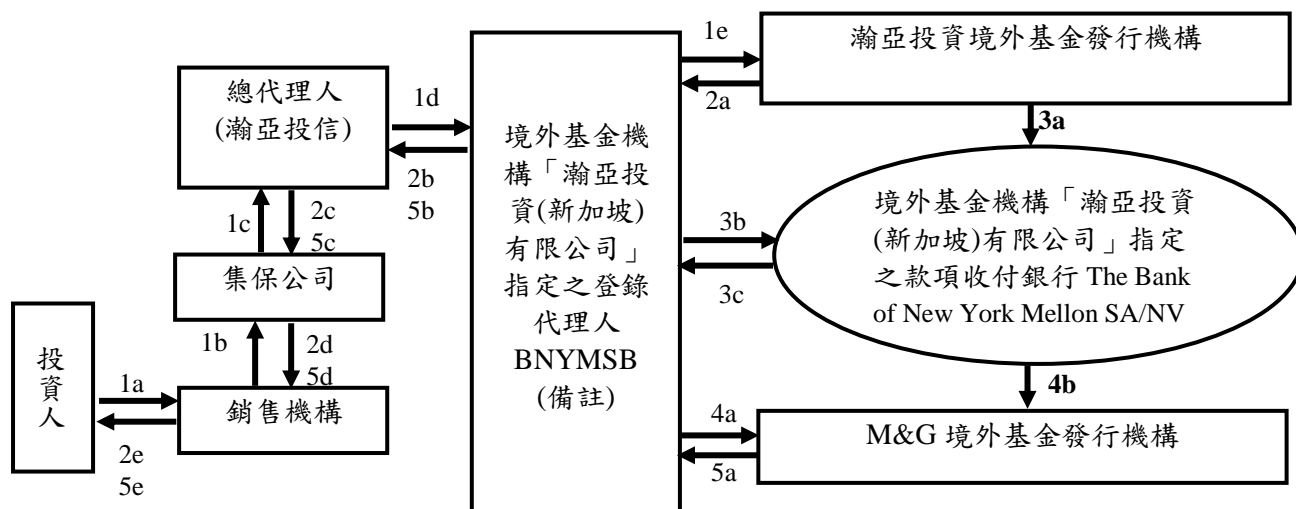 總代理人
(瀚亞投信)
1c
2c
5c
集保公司
1b
2d
5d
投
資
人
1a
2e
5e
銷售機構
1d
2b
5b
境外基金機
構「瀚亞投
資(新加坡)
有限公司」
指定之登錄
代理人
BNYMSB
(備註)
1e
2a
瀚亞投資境外基金發行機構
3a
3b
3c
境外基金機構「瀚亞投資
(新加坡)有限公司」指定
之款項收付銀行 The Bank
of New York Mellon SA/NV
4b
4a
5a
M&G 境外基金發行機構